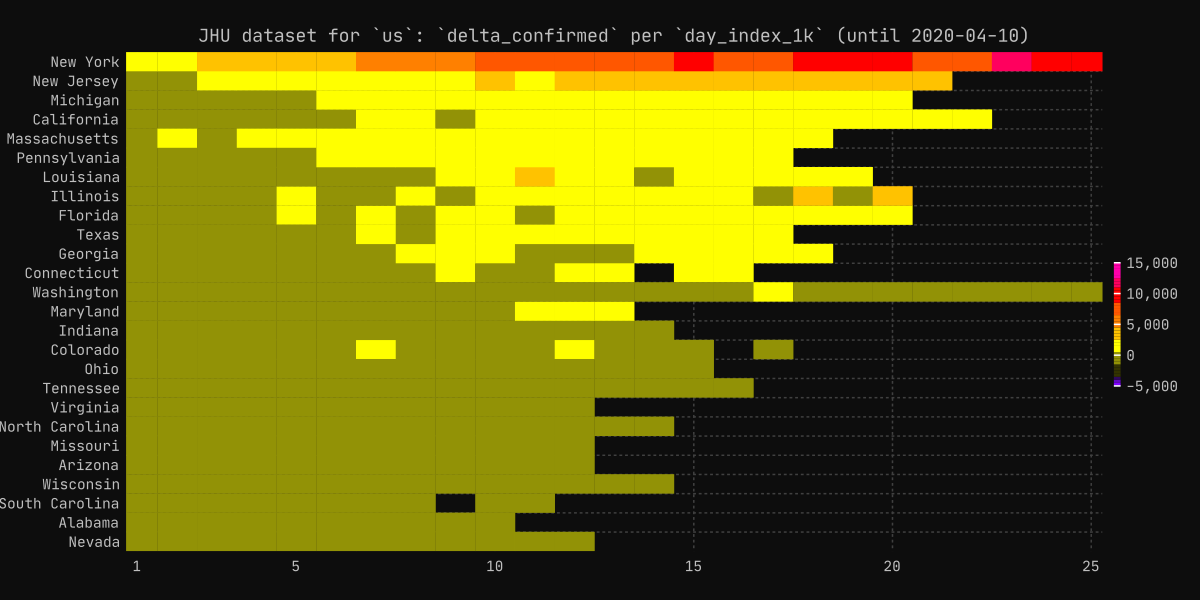 JHU dataset for `us`: `delta_confirmed` per `day_index_1k` (until 2020-04-10)
New York
New Jersey
Michigan
California
Massachusetts
Pennsylvania
Louisiana
Illinois
Florida
Texas
Georgia
Connecticut
Washington
Maryland
Indiana
Colorado
Ohio
Tennessee
Virginia
North Carolina
Missouri
Arizona
Wisconsin
South Carolina
Alabama
Nevada
1 5 10 15 20 25
15,000
10,000
5,000
0
-5,000